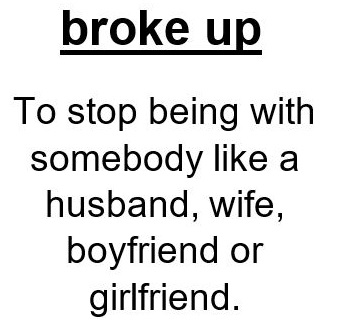 broke up
To stop being with
somebody like a
husband, wife,
boyfriend or
girlfriend.